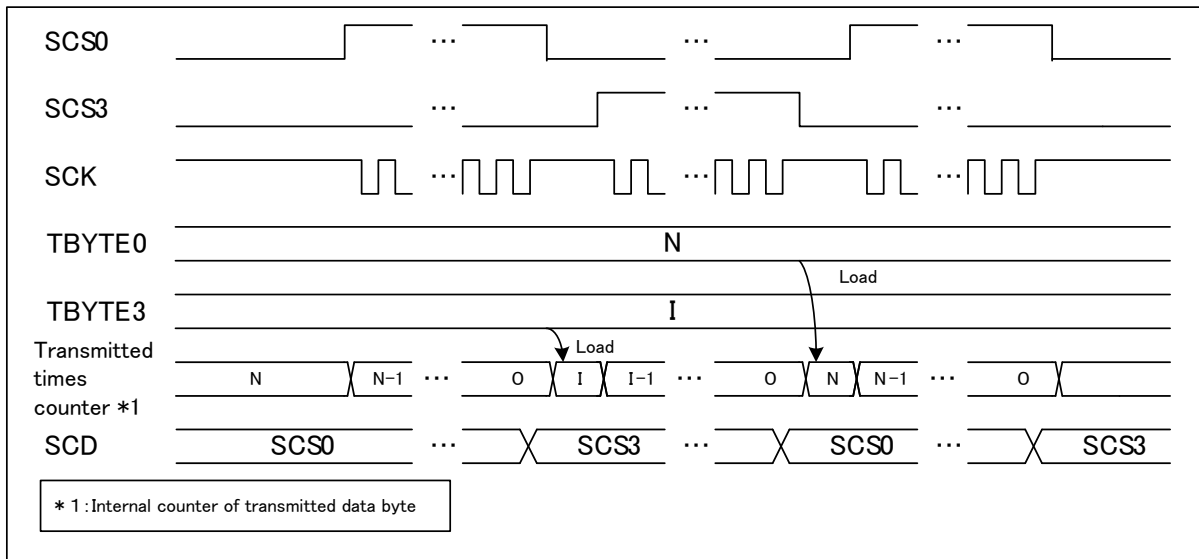 SCS0 ... ... ...
SCS3 ... ... ...
SCK ... ... ...
TBYTE0 N
Load
TBYTE3 I
Load
Transmitted
times
counter *1
N N-1 ... 0 I I-1 ... 0 N N-1 ... 0
SCD SCS0 ... SCS3 ... SCS0 ... SCS3
*1:Internal counter of transmitted data byte